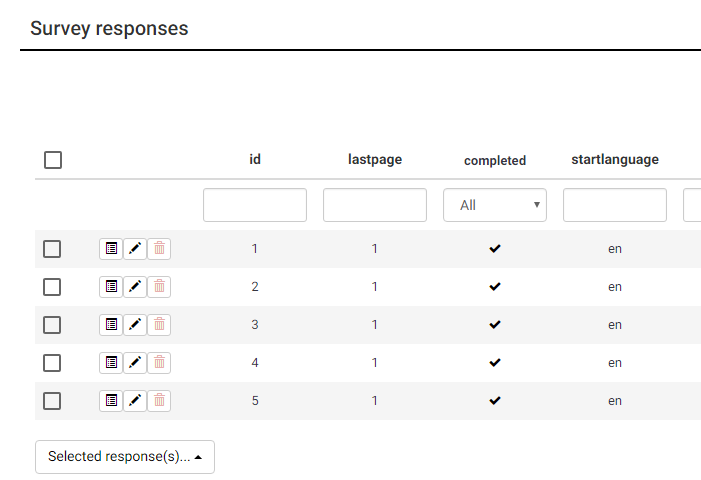 Survey responses
id lastpage completed startlanguage
All
1 1 en
2 1 en
3 1 en
4 1 en
5 1 en
Selected response(s)...